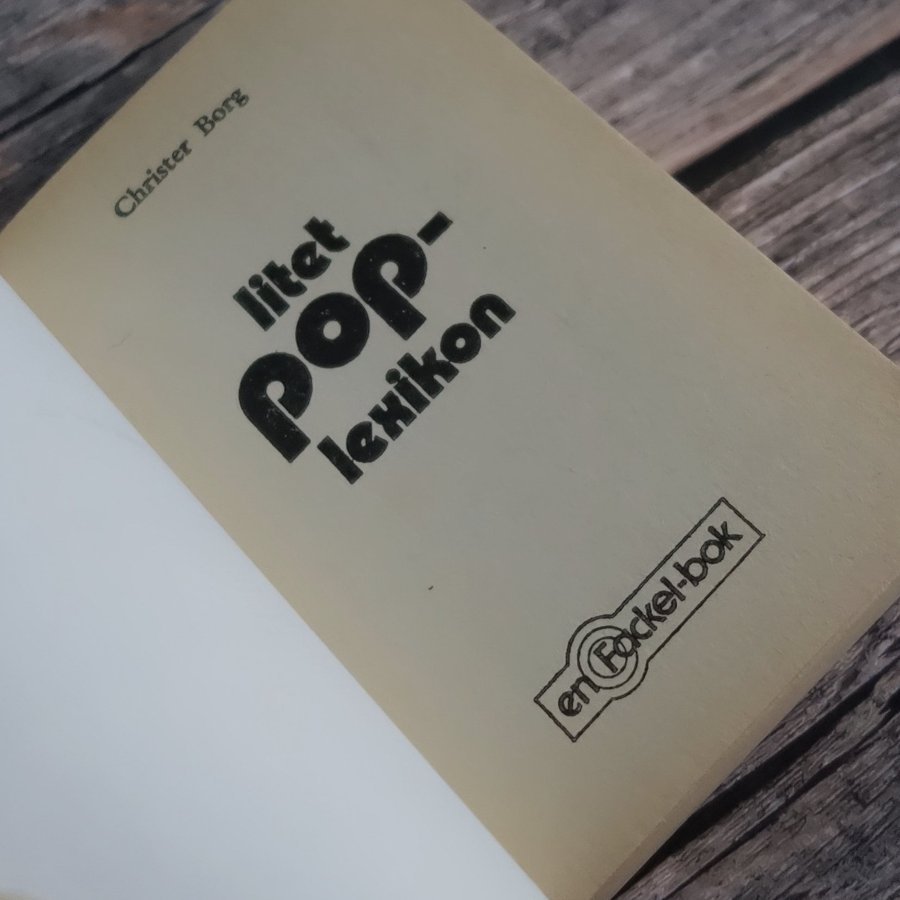 Christer Borg
litet
pop-
lexikon
en Fackel-bok